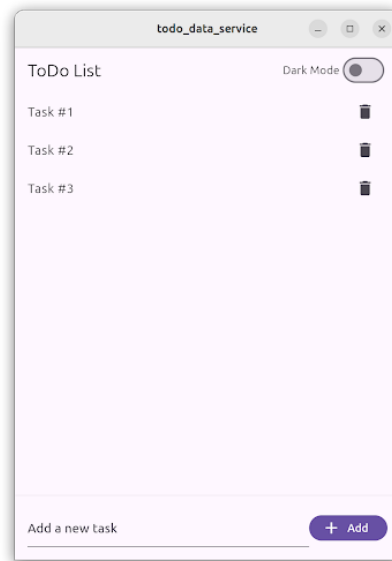 todo_data_service
ToDo List Dark Mode
Task #1
Task #2
Task #3
Add a new task + Add